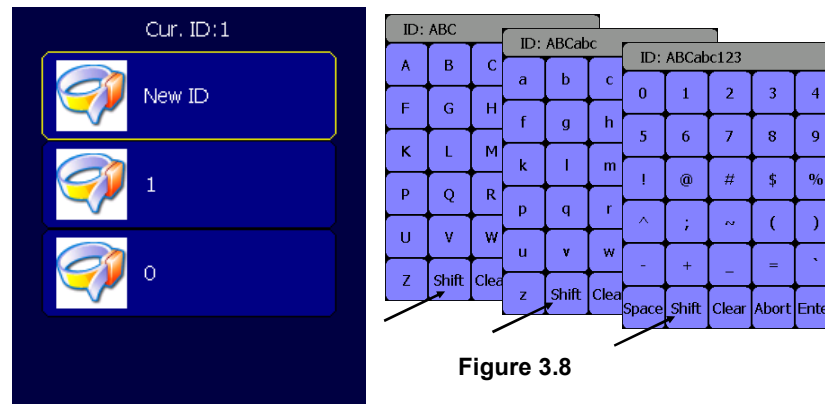 Cur. ID:1
New ID
1
0
ID: ABC
A B C
F G H
K L M
P Q R
U V W
Z Shift
ID: ABCabc
a b c
f g h
k l m
p q r
u v w
z Shift
ID: ABCabc123
0 1 2 3 4
5 6 7 8 9
! @ # $ %
^ ; ~ ( )
- + _ = `
Space Shift Clear Abort Ente
Figure 3.8